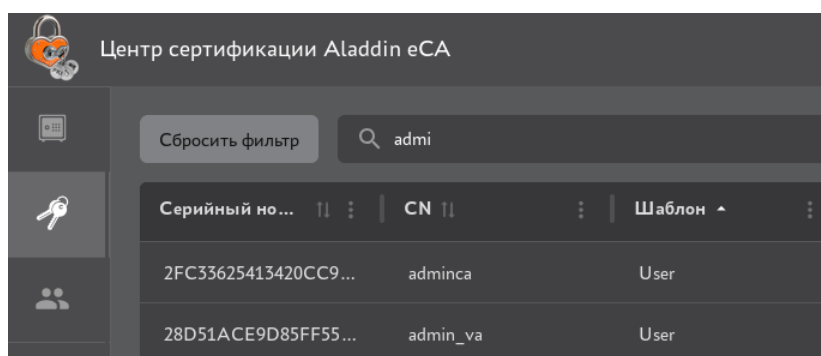 Центр сертификации Aladdin eCA
Сбросить фильтр admi
Серийный но... CN Шаблон
2FC33625413420CC9... adminca User
28D51ACE9D85FF55... admin_va User